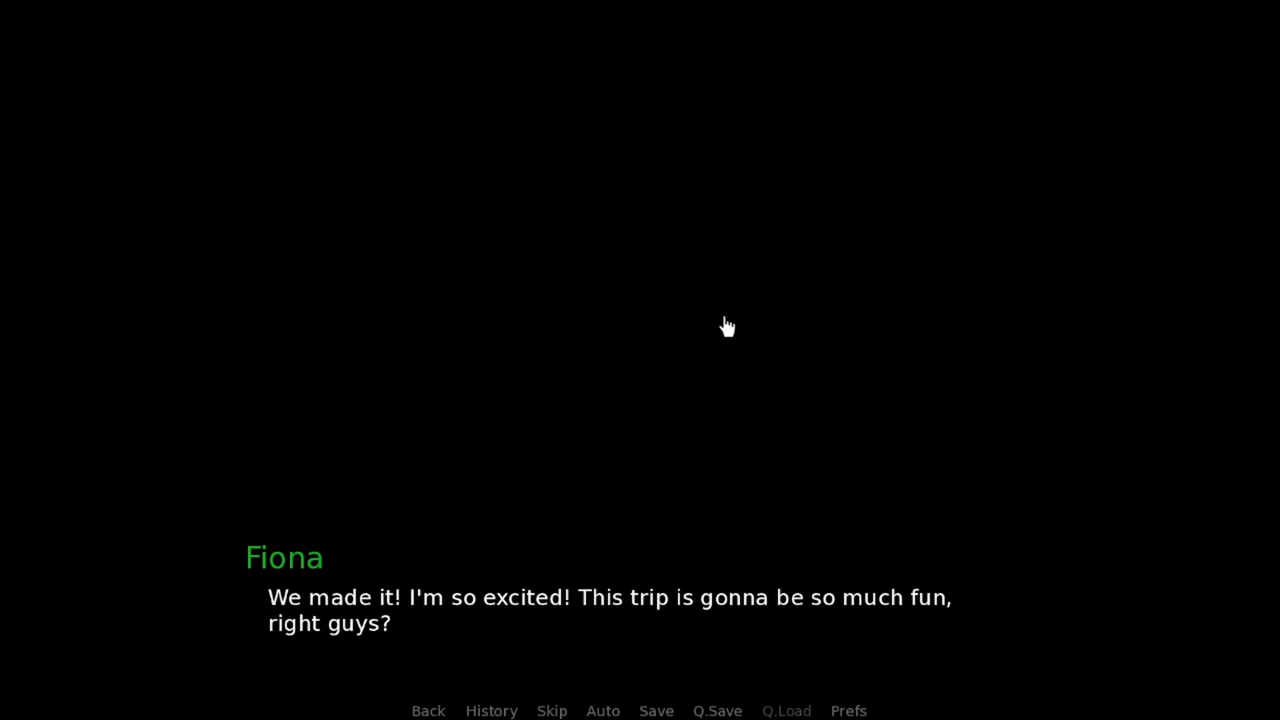 Fiona
We made it! I'm so excited! This trip is gonna be so much fun,
right guys?
Back History Skip Auto Save Q.Save Q.Load Prefs